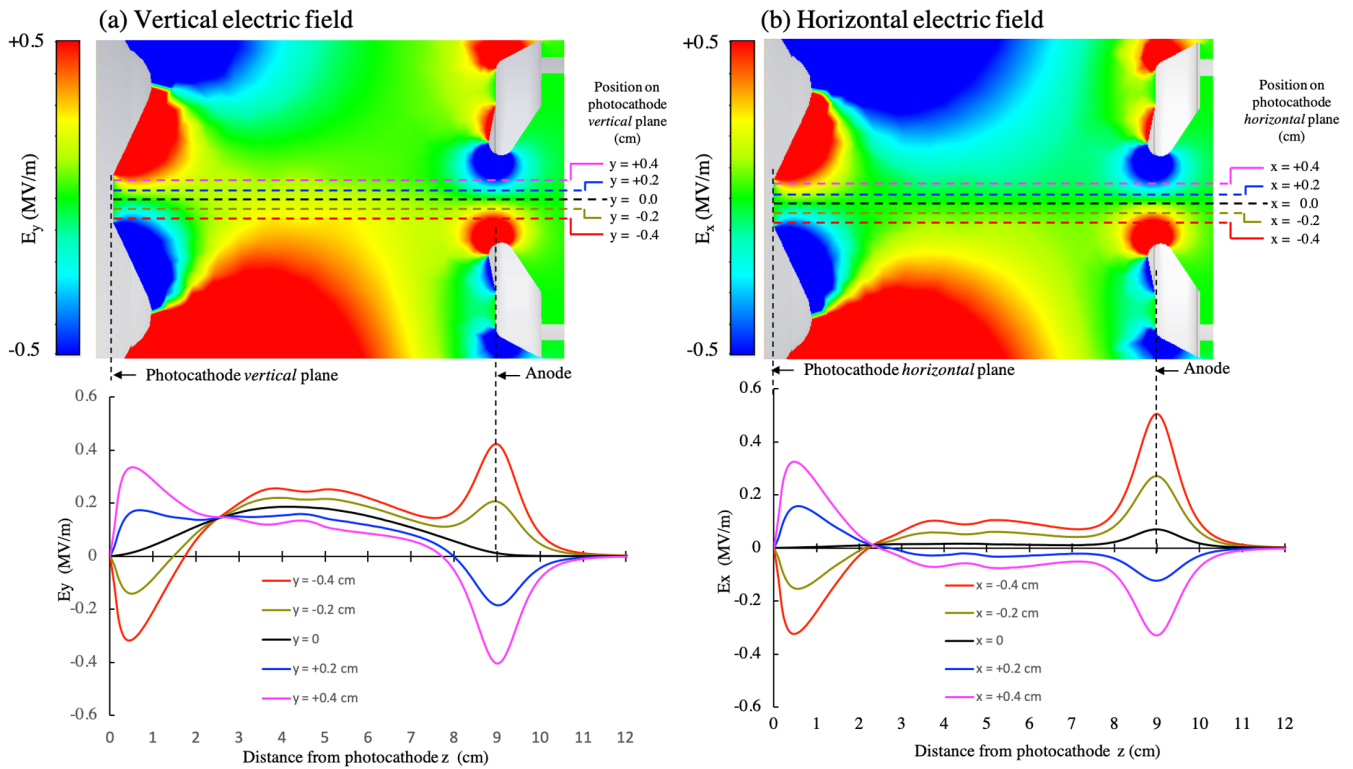 (a) Vertical electric field
+0.5
E_y (MV/m)
-0.5
Position on
photocathode
vertical plane
(cm)
y = +0.4
y = +0.2
y = 0.0
y = -0.2
y = -0.4
Photocathode vertical plane
Anode
0.6
0.4
0.2
0
-0.2
-0.4
-0.6
Ey (MV/m)
y = -0.4 cm
y = -0.2 cm
y = 0
y = +0.2 cm
y = +0.4 cm
0 1 2 3 4 5 6 7 8 9 10 11 12
Distance from photocathode z (cm)
(b) Horizontal electric field
+0.5
E_x (MV/m)
-0.5
Position on
photocathode
horizontal plane
(cm)
x = +0.4
x = +0.2
x = 0.0
x = -0.2
x = -0.4
Photocathode horizontal plane
Anode
0.6
0.4
0.2
0
-0.2
-0.4
-0.6
Ex (MV/m)
x = -0.4 cm
x = -0.2 cm
x = 0
x = +0.2 cm
x = +0.4 cm
0 1 2 3 4 5 6 7 8 9 10 11 12
Distance from photocathode z (cm)